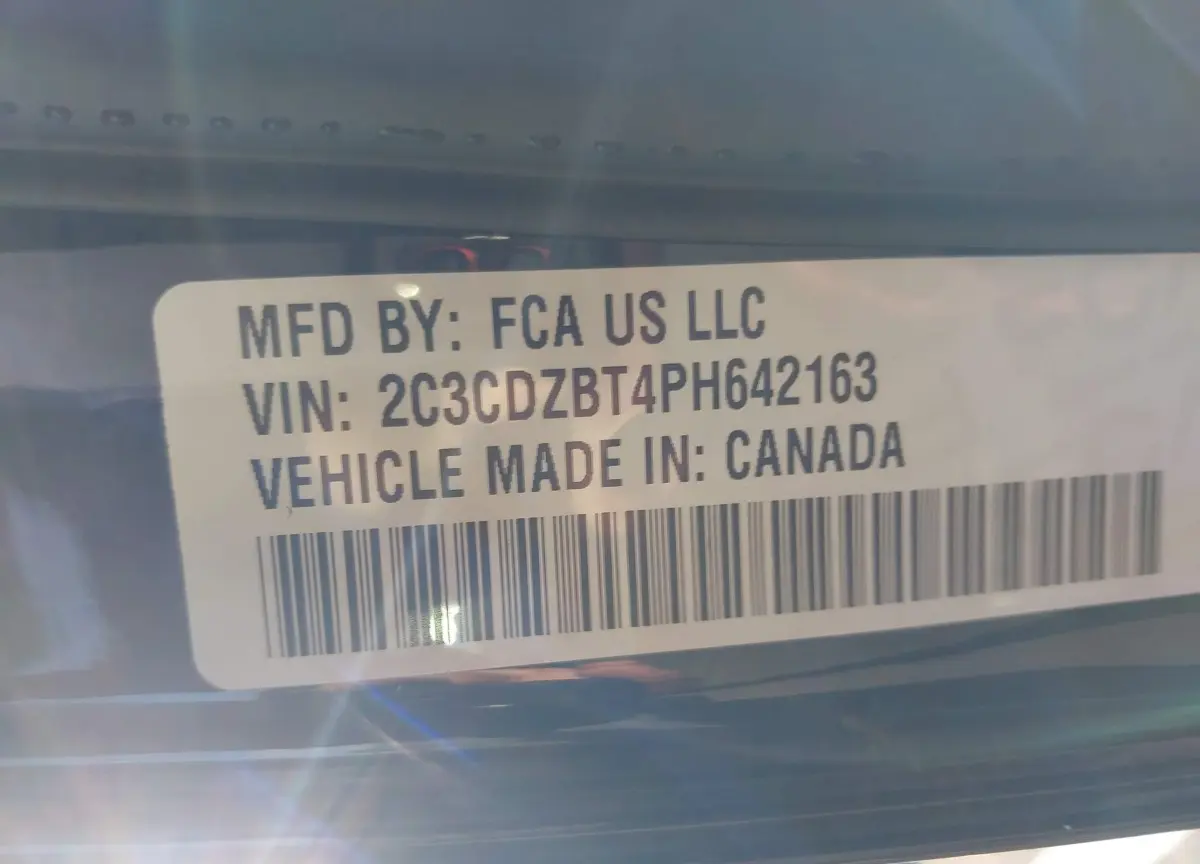 MFD BY: FCA US LLC
VIN: 2C3CDZBT4PH642163
VEHICLE MADE IN: CANADA